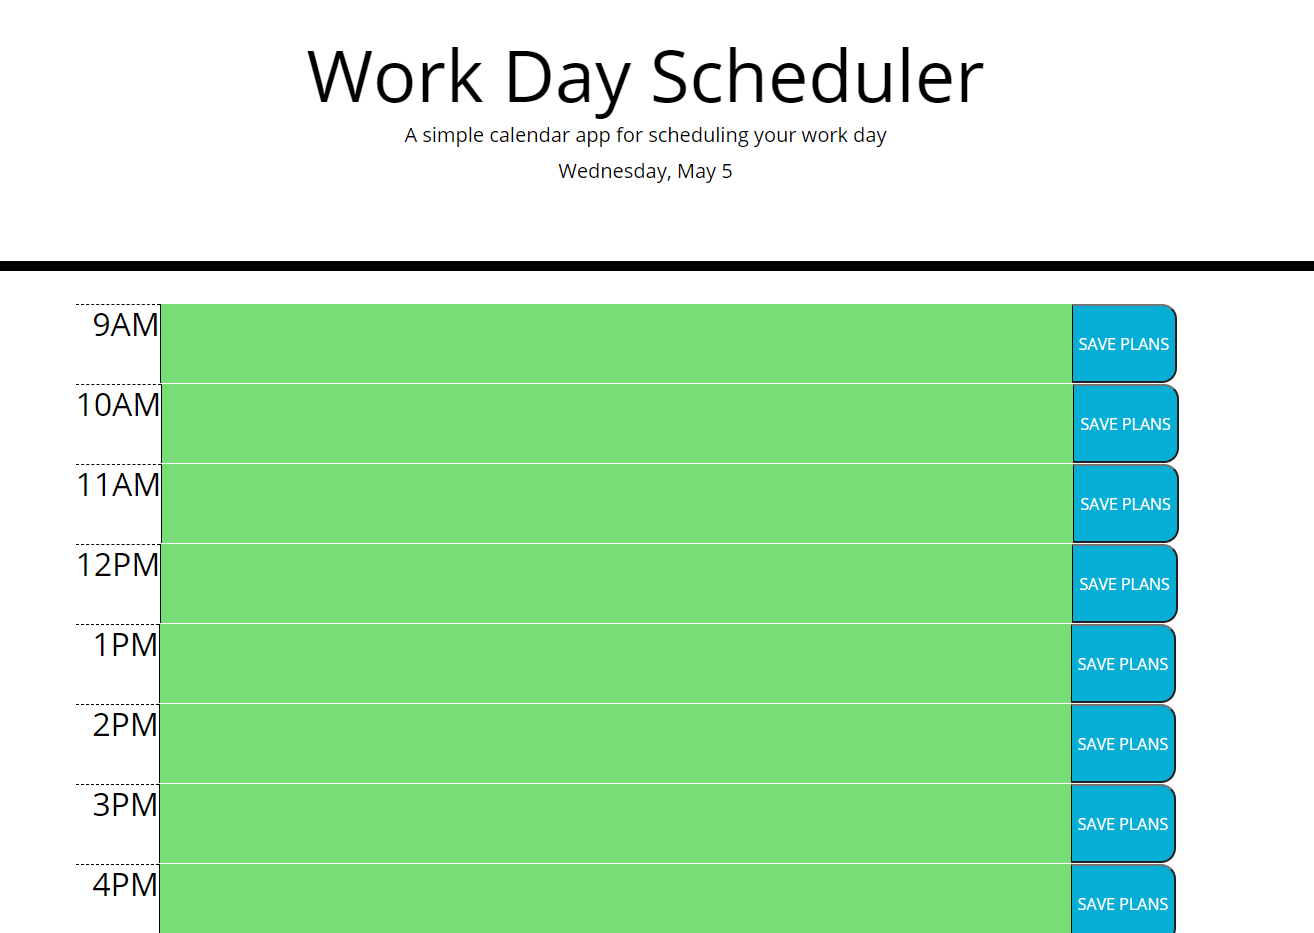 Work Day Scheduler
A simple calendar app for scheduling your work day
Wednesday, May 5
9AM
SAVE PLANS
10AM
SAVE PLANS
11AM
SAVE PLANS
12PM
SAVE PLANS
1PM
SAVE PLANS
2PM
SAVE PLANS
3PM
SAVE PLANS
4PM
SAVE PLANS